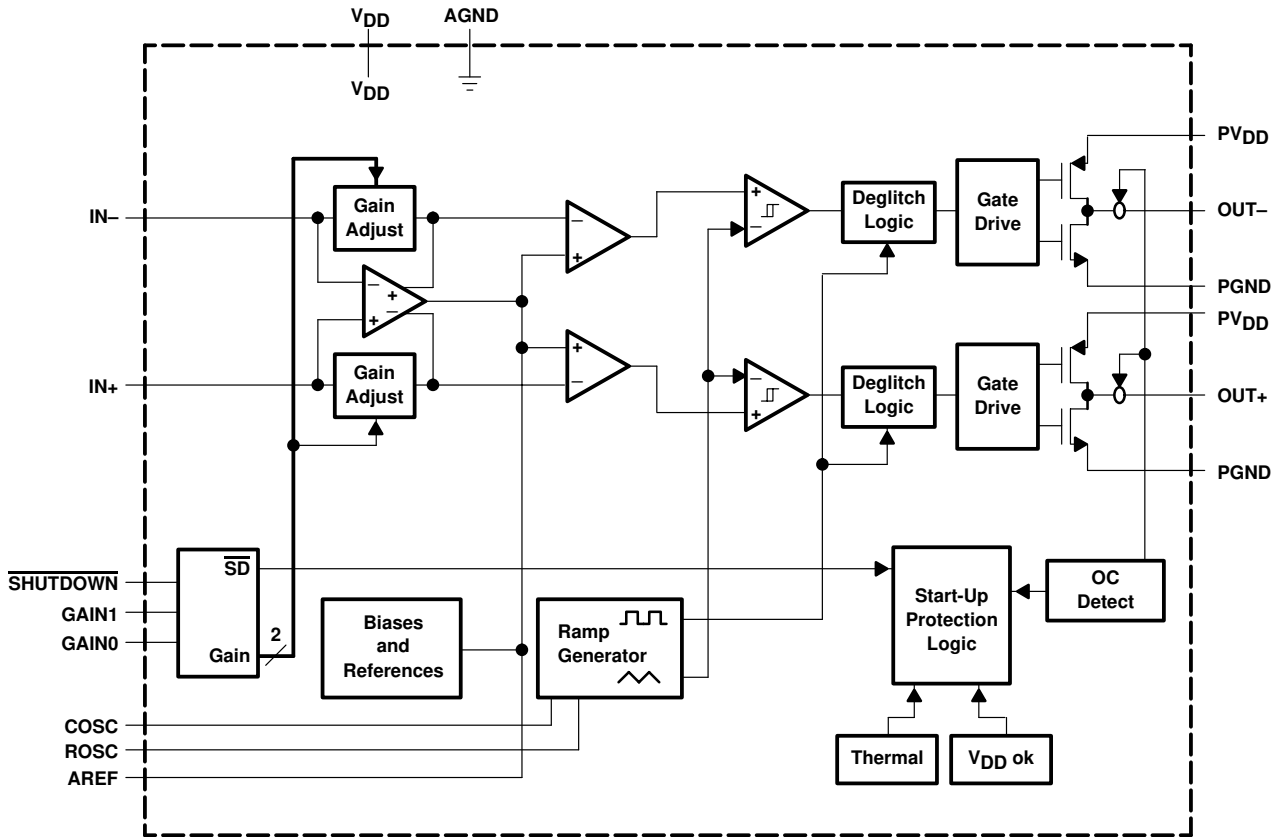 VDD
AGND
VDD
PVDD
IN–
Gain
Adjust
– +
+ –
– +
+ –
+ –
– +
Deglitch
Logic
Gate
Drive
OUT–
PGND
PVDD
IN+
Gain
Adjust
Deglitch
Logic
Gate
Drive
OUT+
PGND
SHUTDOWN
GAIN1
GAIN0
SD
Gain
2
Biases
and
References
Ramp
Generator
Start-Up
Protection
Logic
OC
Detect
COSC
ROSC
AREF
Thermal
VDD ok